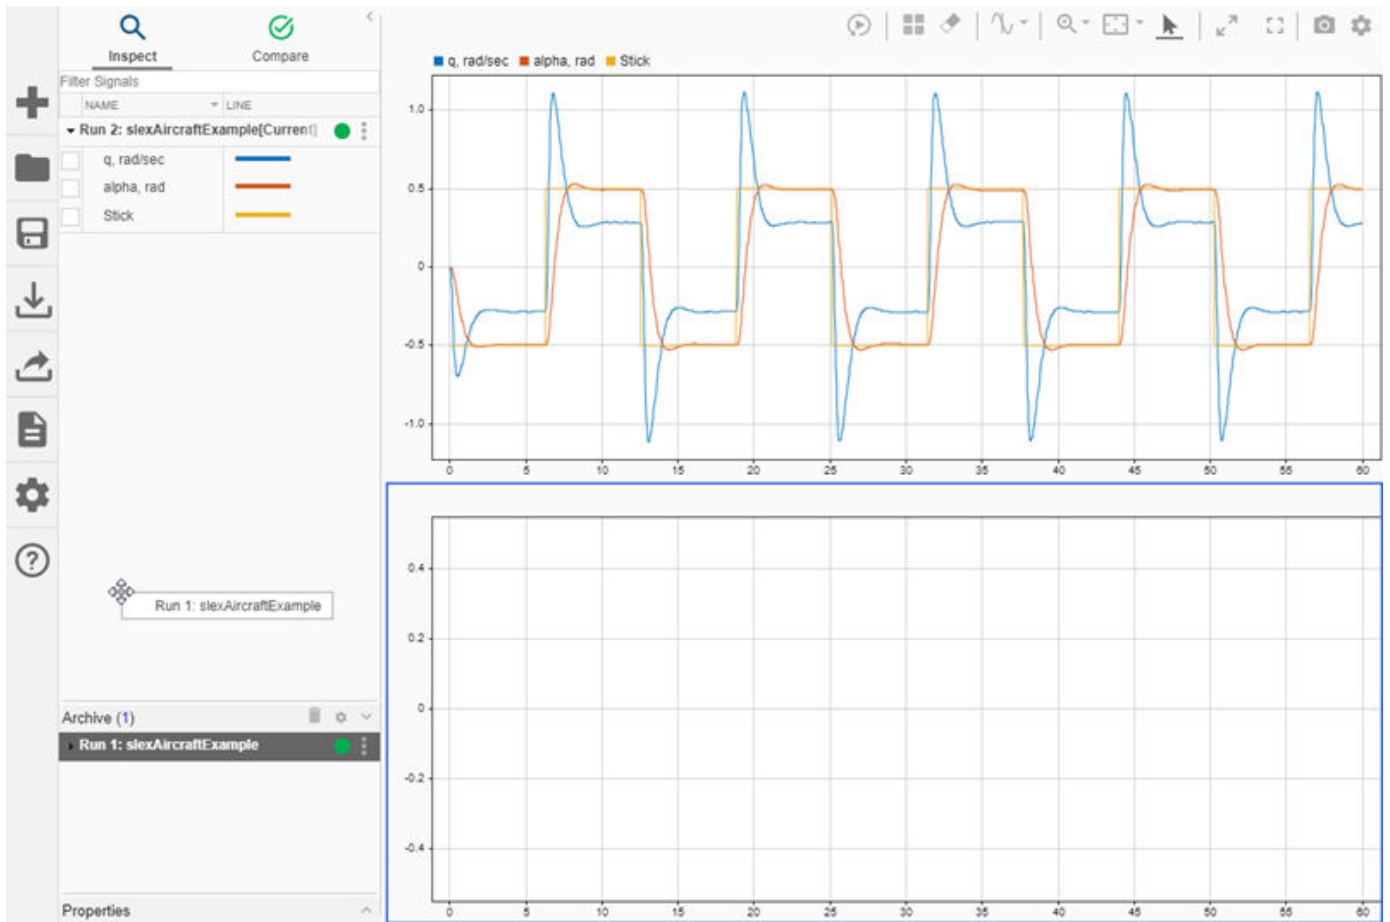 Inspect
Compare
Filter Signals
NAME
LINE
Run 2: slexAircraftExample[Current]
q, rad/sec
alpha, rad
Stick
Run 1: slexAircraftExample
Archive (1)
Run 1: slexAircraftExample
Properties
q, rad/sec alpha, rad Stick
1.0
0.5
0
-0.5
-1.0
0 5 10 15 20 25 30 35 40 45 50 55 60
0.4
0.2
0
-0.2
-0.4
0 5 10 15 20 25 30 35 40 45 50 55 60